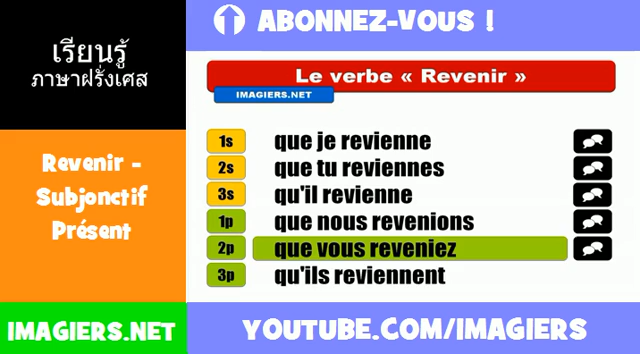 เรียนรู้
ภาษาฝรั่งเศส
Revenir -
Subjonctif
Présent
IMAGIERS.NET
ABONNEZ-VOUS !
Le verbe « Revenir »
IMAGIERS.NET
1s que je revienne
2s que tu reviennes
3s qu'il revienne
1p que nous revenions
2p que vous reveniez
3p qu'ils reviennent
YOUTUBE.COM/IMAGIERS